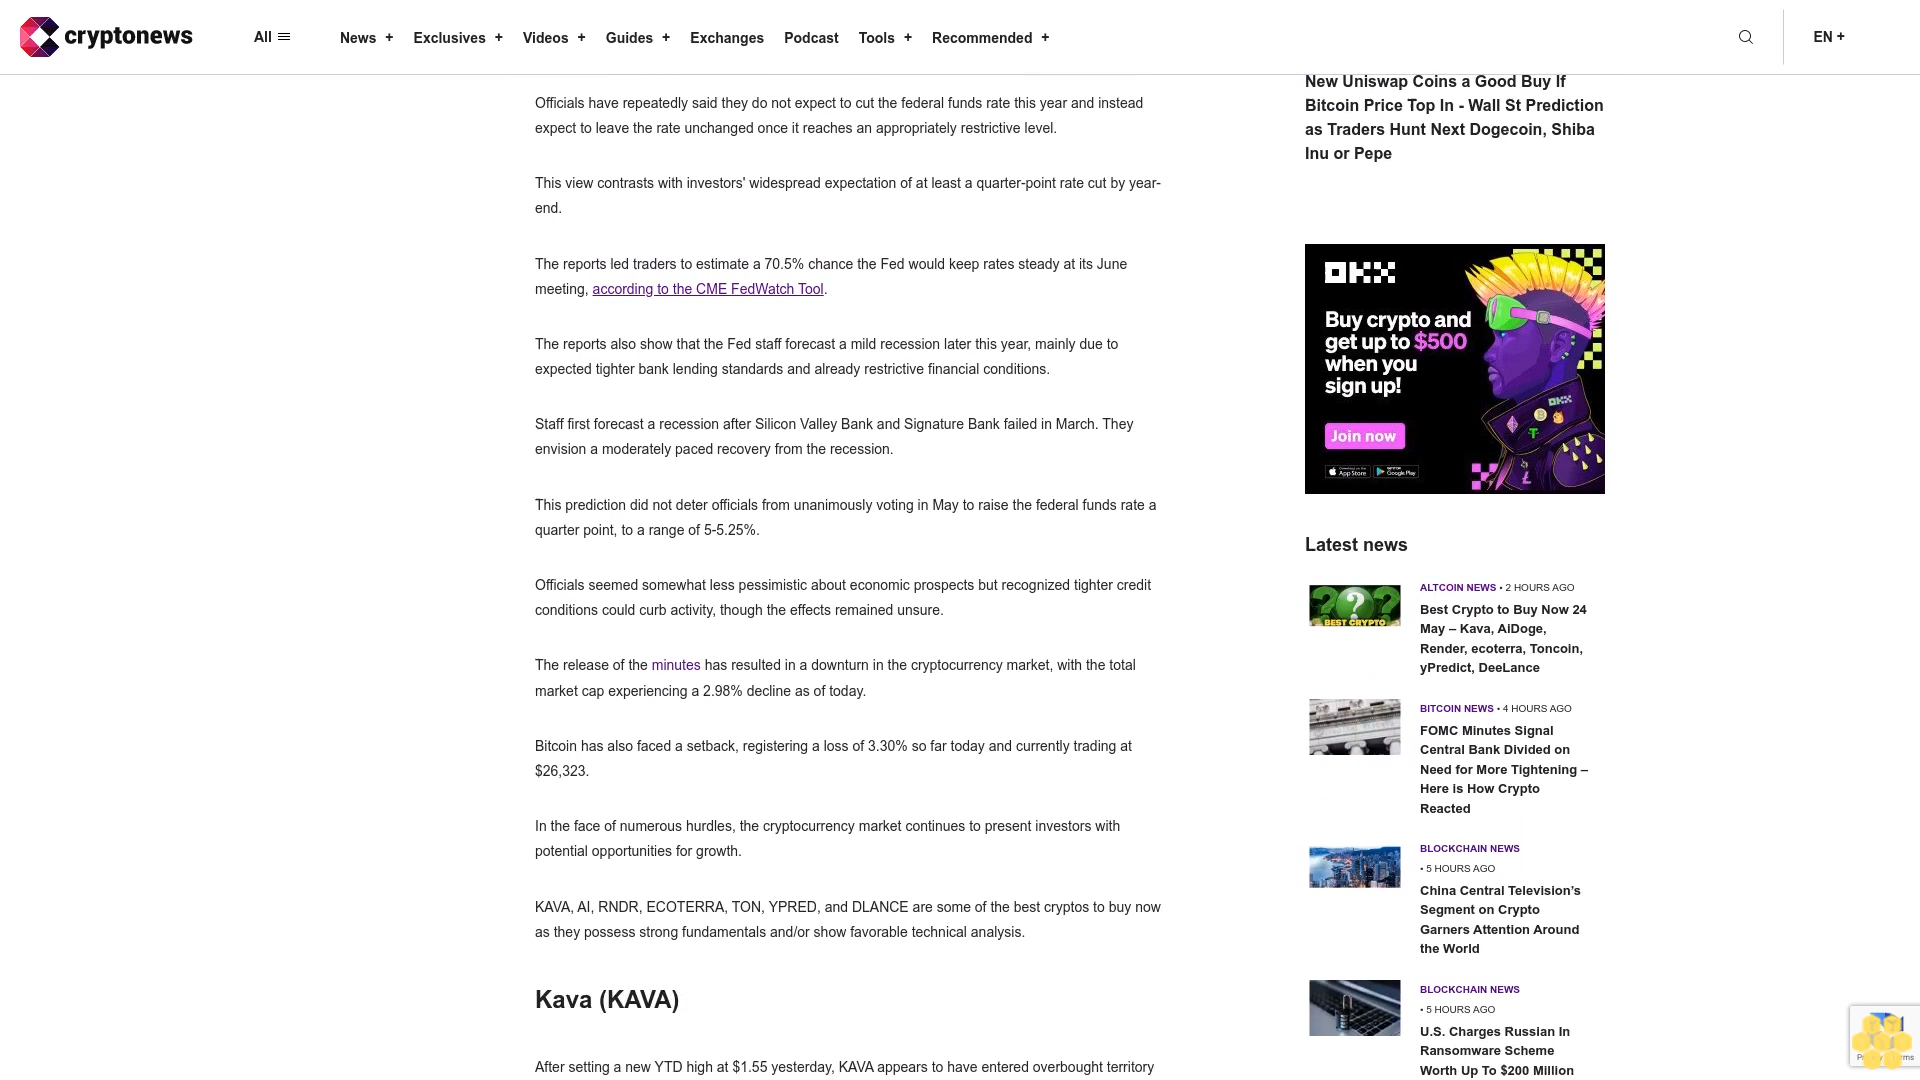 cryptonews
All
News +
Exclusives +
Videos +
Guides +
Exchanges
Podcast
Tools +
Recommended +
EN +
Officials have repeatedly said they do not expect to cut the federal funds rate this year and instead
expect to leave the rate unchanged once it reaches an appropriately restrictive level.
This view contrasts with investors' widespread expectation of at least a quarter-point rate cut by year-
end.
The reports led traders to estimate a 70.5% chance the Fed would keep rates steady at its June
meeting, according to the CME FedWatch Tool.
The reports also show that the Fed staff forecast a mild recession later this year, mainly due to
expected tighter bank lending standards and already restrictive financial conditions.
Staff first forecast a recession after Silicon Valley Bank and Signature Bank failed in March. They
envision a moderately paced recovery from the recession.
This prediction did not deter officials from unanimously voting in May to raise the federal funds rate a
quarter point, to a range of 5-5.25%.
Officials seemed somewhat less pessimistic about economic prospects but recognized tighter credit
conditions could curb activity, though the effects remained unsure.
The release of the minutes has resulted in a downturn in the cryptocurrency market, with the total
market cap experiencing a 2.98% decline as of today.
Bitcoin has also faced a setback, registering a loss of 3.30% so far today and currently trading at
$26,323.
In the face of numerous hurdles, the cryptocurrency market continues to present investors with
potential opportunities for growth.
KAVA, AI, RNDR, ECOTERRA, TON, YPRED, and DLANCE are some of the best cryptos to buy now
as they possess strong fundamentals and/or show favorable technical analysis.
Kava (KAVA)
After setting a new YTD high at $1.55 yesterday, KAVA appears to have entered overbought territory
New Uniswap Coins a Good Buy If
Bitcoin Price Top In - Wall St Prediction
as Traders Hunt Next Dogecoin, Shiba
Inu or Pepe
OKX
Buy crypto and
get up to $500
when you
sign up!
Join now
App Store
Google Play
OKX
Latest news
BEST CRYPTO
ALTCOIN NEWS • 2 HOURS AGO
Best Crypto to Buy Now 24
May – Kava, AiDoge,
Render, ecoterra, Toncoin,
yPredict, DeeLance
BITCOIN NEWS • 4 HOURS AGO
FOMC Minutes Signal
Central Bank Divided on
Need for More Tightening –
Here is How Crypto
Reacted
BLOCKCHAIN NEWS
• 5 HOURS AGO
China Central Television’s
Segment on Crypto
Garners Attention Around
the World
BLOCKCHAIN NEWS
• 5 HOURS AGO
U.S. Charges Russian In
Ransomware Scheme
Worth Up To $200 Million